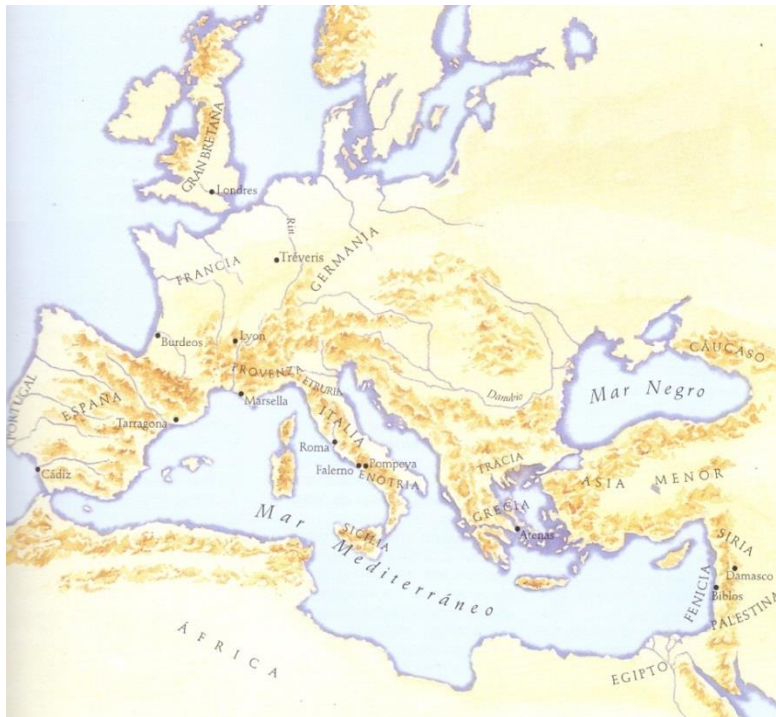 GRAN BRETAÑA
Londres
Rin
Tréveris
GERMANIA
FRANCIA
Burdeos
Lyon
PROVENZA
ETRURIA
CÁUCASO
Mar Negro
Danubio
PORTUGAL
ESPAÑA
Tarragona
Marsella
ITALIA
Roma
Falerno
Pompeya
ENOTRIA
TRACIA
ASIA MENOR
Cádiz
GRECIA
Atenas
SICILIA
Mar Mediterráneo
SIRIA
Damasco
Biblos
FENICIA
PALESTINA
ÁFRICA
EGIPTO